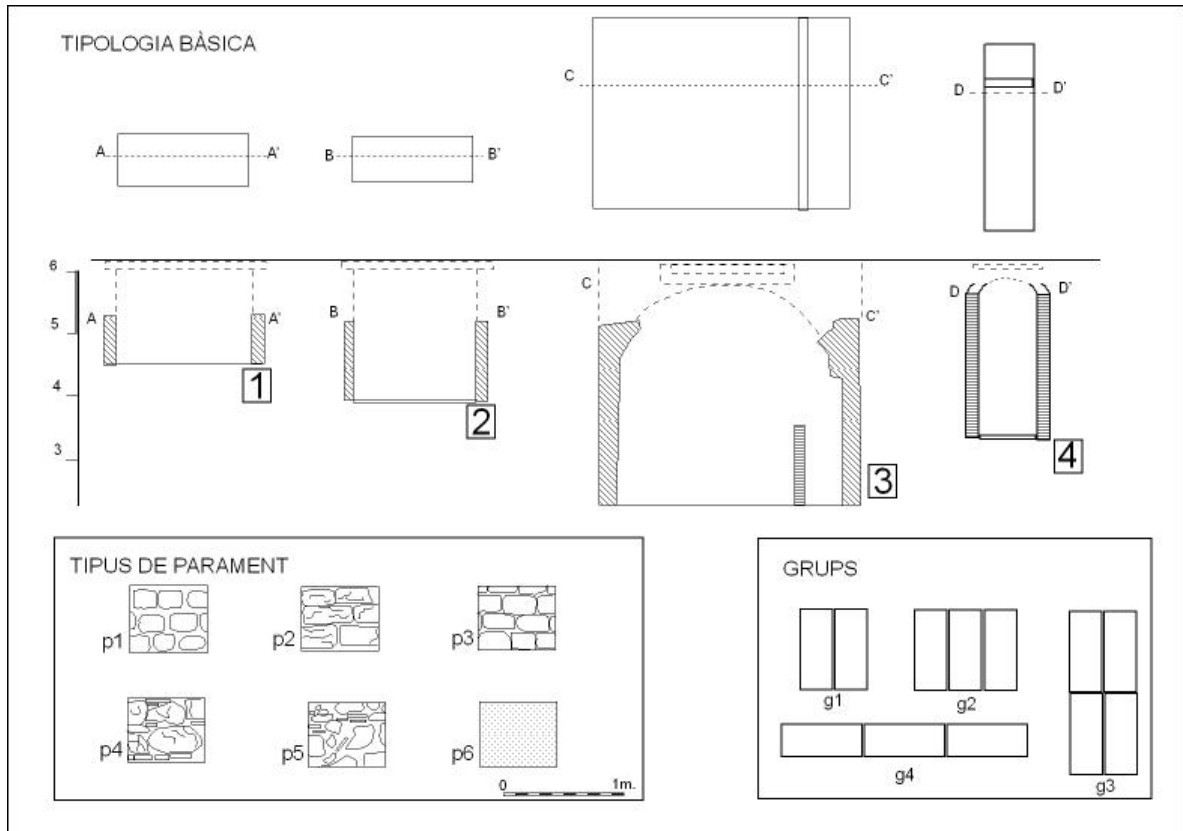 TIPOLOGIA BÀSICA
C C'
D D'
A A'
B B'
6
5
4
3
A A'
1
B B'
2
C
C'
3
D D'
4
TIPUS DE PARAMENT
p1
p2
p3
p4
p5
p6
0 1m.
GRUPS
g1
g2
g3
g4